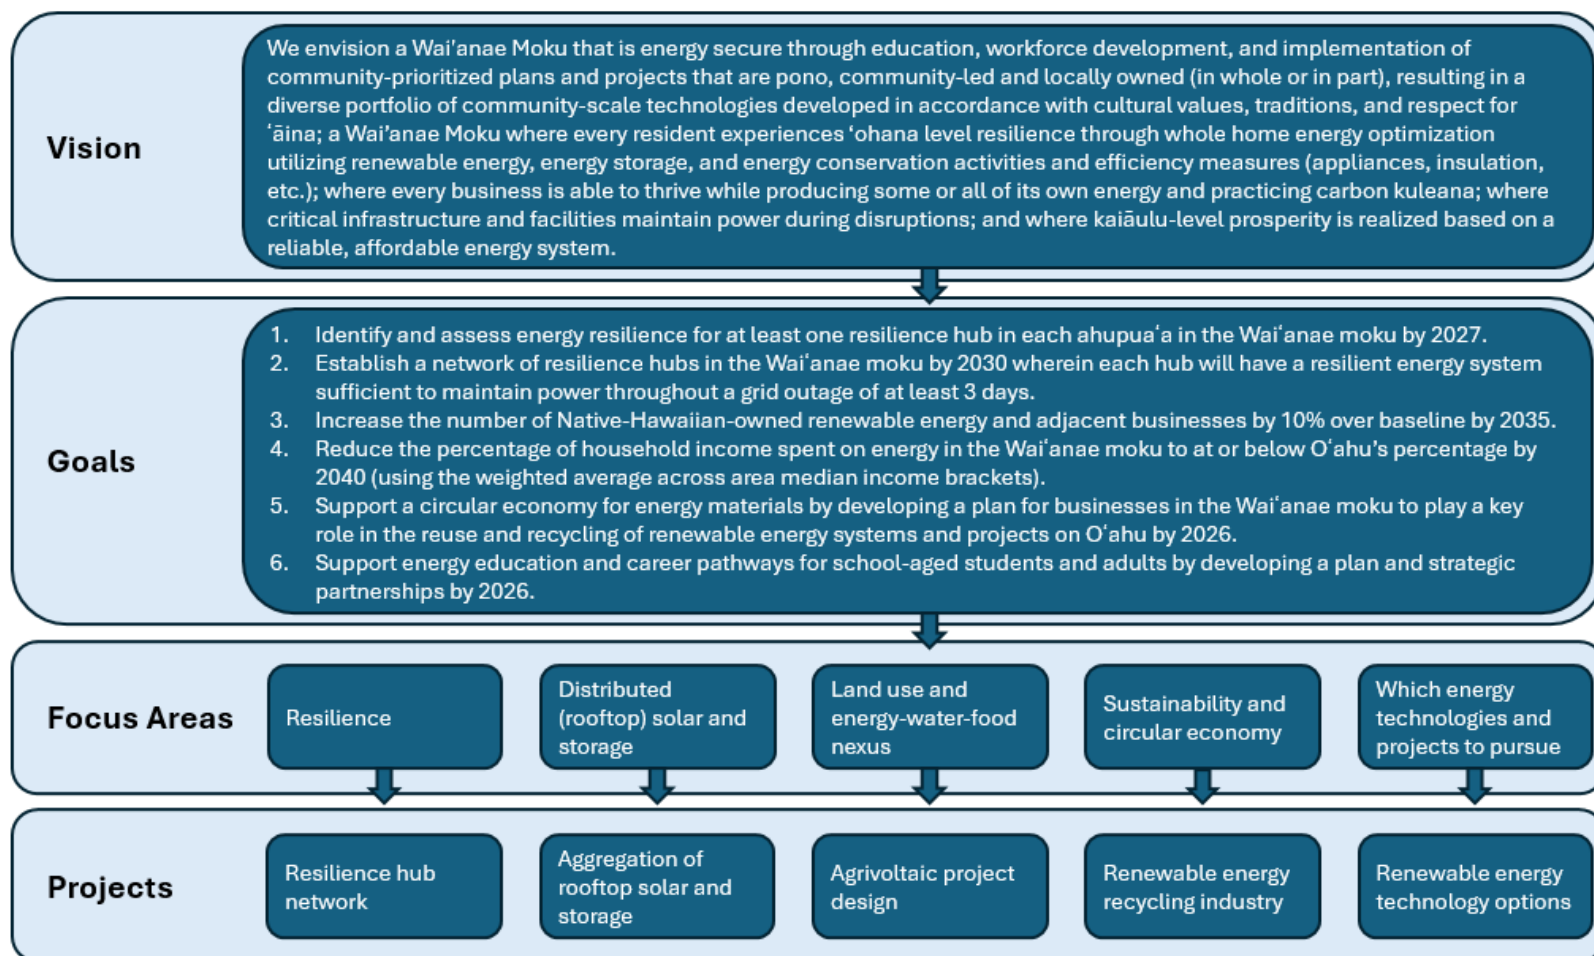 Vision
We envision a Wai'anae Moku that is energy secure through education, workforce development, and implementation of
community-prioritized plans and projects that are pono, community-led and locally owned (in whole or in part), resulting in a
diverse portfolio of community-scale technologies developed in accordance with cultural values, traditions, and respect for
ʻāina; a Wai'anae Moku where every resident experiences ‘ohana level resilience through whole home energy optimization
utilizing renewable energy, energy storage, and energy conservation activities and efficiency measures (appliances, insulation,
etc.); where every business is able to thrive while producing some or all of its own energy and practicing carbon kuleana; where
critical infrastructure and facilities maintain power during disruptions; and where kaiāulu-level prosperity is realized based on a
reliable, affordable energy system.
Goals
1. Identify and assess energy resilience for at least one resilience hub in each ahupuaʻa in the Waiʻanae moku by 2027.
2. Establish a network of resilience hubs in the Waiʻanae moku by 2030 wherein each hub will have a resilient energy system
sufficient to maintain power throughout a grid outage of at least 3 days.
3. Increase the number of Native-Hawaiian-owned renewable energy and adjacent businesses by 10% over baseline by 2035.
4. Reduce the percentage of household income spent on energy in the Waiʻanae moku to at or below Oʻahu’s percentage by
2040 (using the weighted average across area median income brackets).
5. Support a circular economy for energy materials by developing a plan for businesses in the Waiʻanae moku to play a key
role in the reuse and recycling of renewable energy systems and projects on Oʻahu by 2026.
6. Support energy education and career pathways for school-aged students and adults by developing a plan and strategic
partnerships by 2026.
Focus Areas
Resilience
Distributed
(rooftop) solar and
storage
Land use and
energy-water-food
nexus
Sustainability and
circular economy
Which energy
technologies and
projects to pursue
Projects
Resilience hub
network
Aggregation of
rooftop solar and
storage
Agrivoltaic project
design
Renewable energy
recycling industry
Renewable energy
technology options